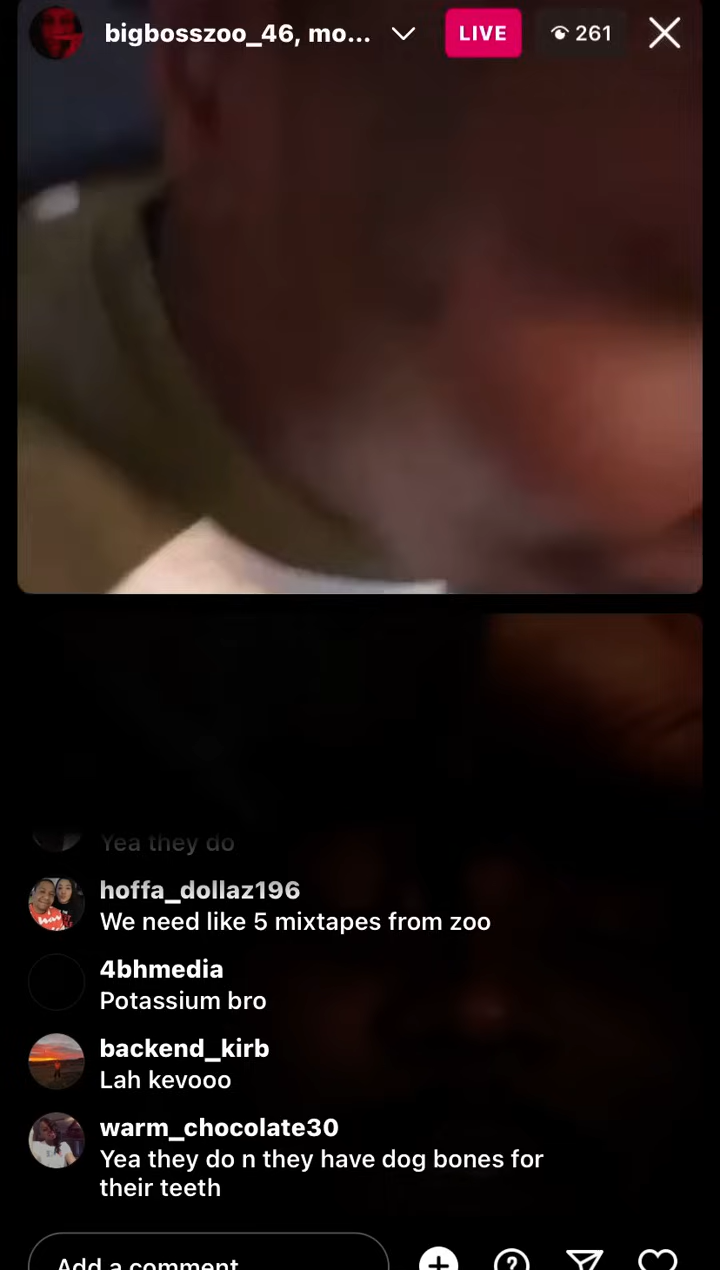 bigbosszoo_46, mo...
LIVE
261
Yea they do
hoffa_dollaz196
We need like 5 mixtapes from zoo
4bhmedia
Potassium bro
backend_kirb
Lah kevooo
warm_chocolate30
Yea they do n they have dog bones for
their teeth
Add a comment